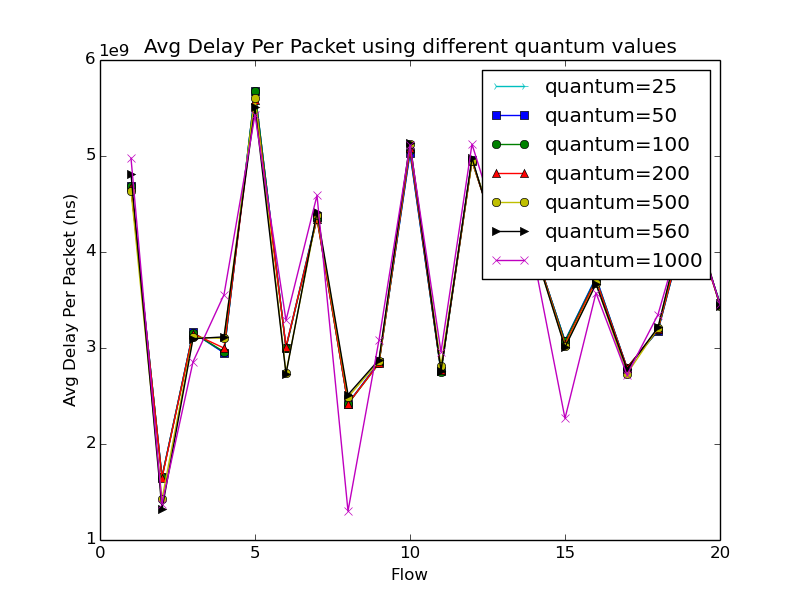 Avg Delay Per Packet using different quantum values
1e9
6
5
4
3
2
1
Avg Delay Per Packet (ns)
quantum=25
quantum=50
quantum=100
quantum=200
quantum=500
quantum=560
quantum=1000
0 5 10 15 20
Flow